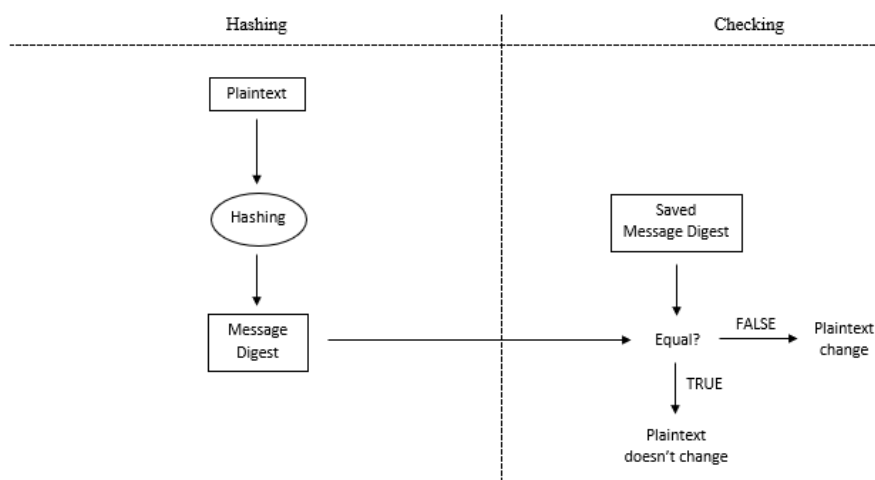 Hashing
Checking
Plaintext
Hashing
Message
Digest
Saved
Message Digest
Equal?
FALSE
Plaintext
change
TRUE
Plaintext
doesn't change